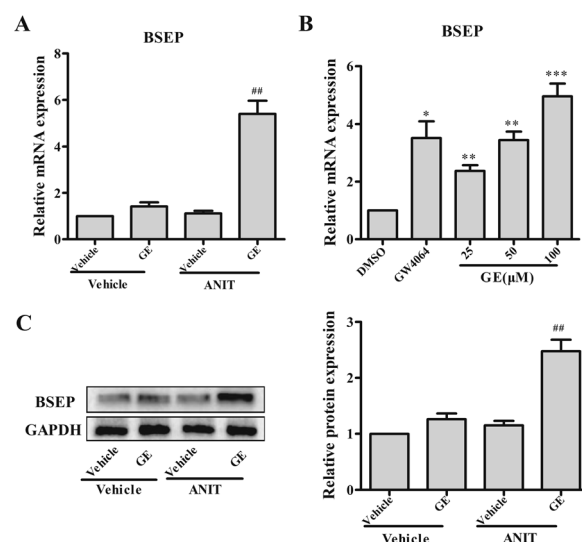 A
BSEP
Relative mRNA expression
8
6
4
2
0
##
Vehicle
GE
Vehicle
GE
Vehicle
ANIT
B
BSEP
Relative mRNA expression
6
4
2
0
*
**
**
***
DMSO
GW4064
25
50
100
GE(μM)
C
BSEP
GAPDH
Vehicle
GE
Vehicle
GE
Vehicle
ANIT
Relative protein expression
3
2
1
0
##
Vehicle
GE
Vehicle
GE
Vehicle
ANIT